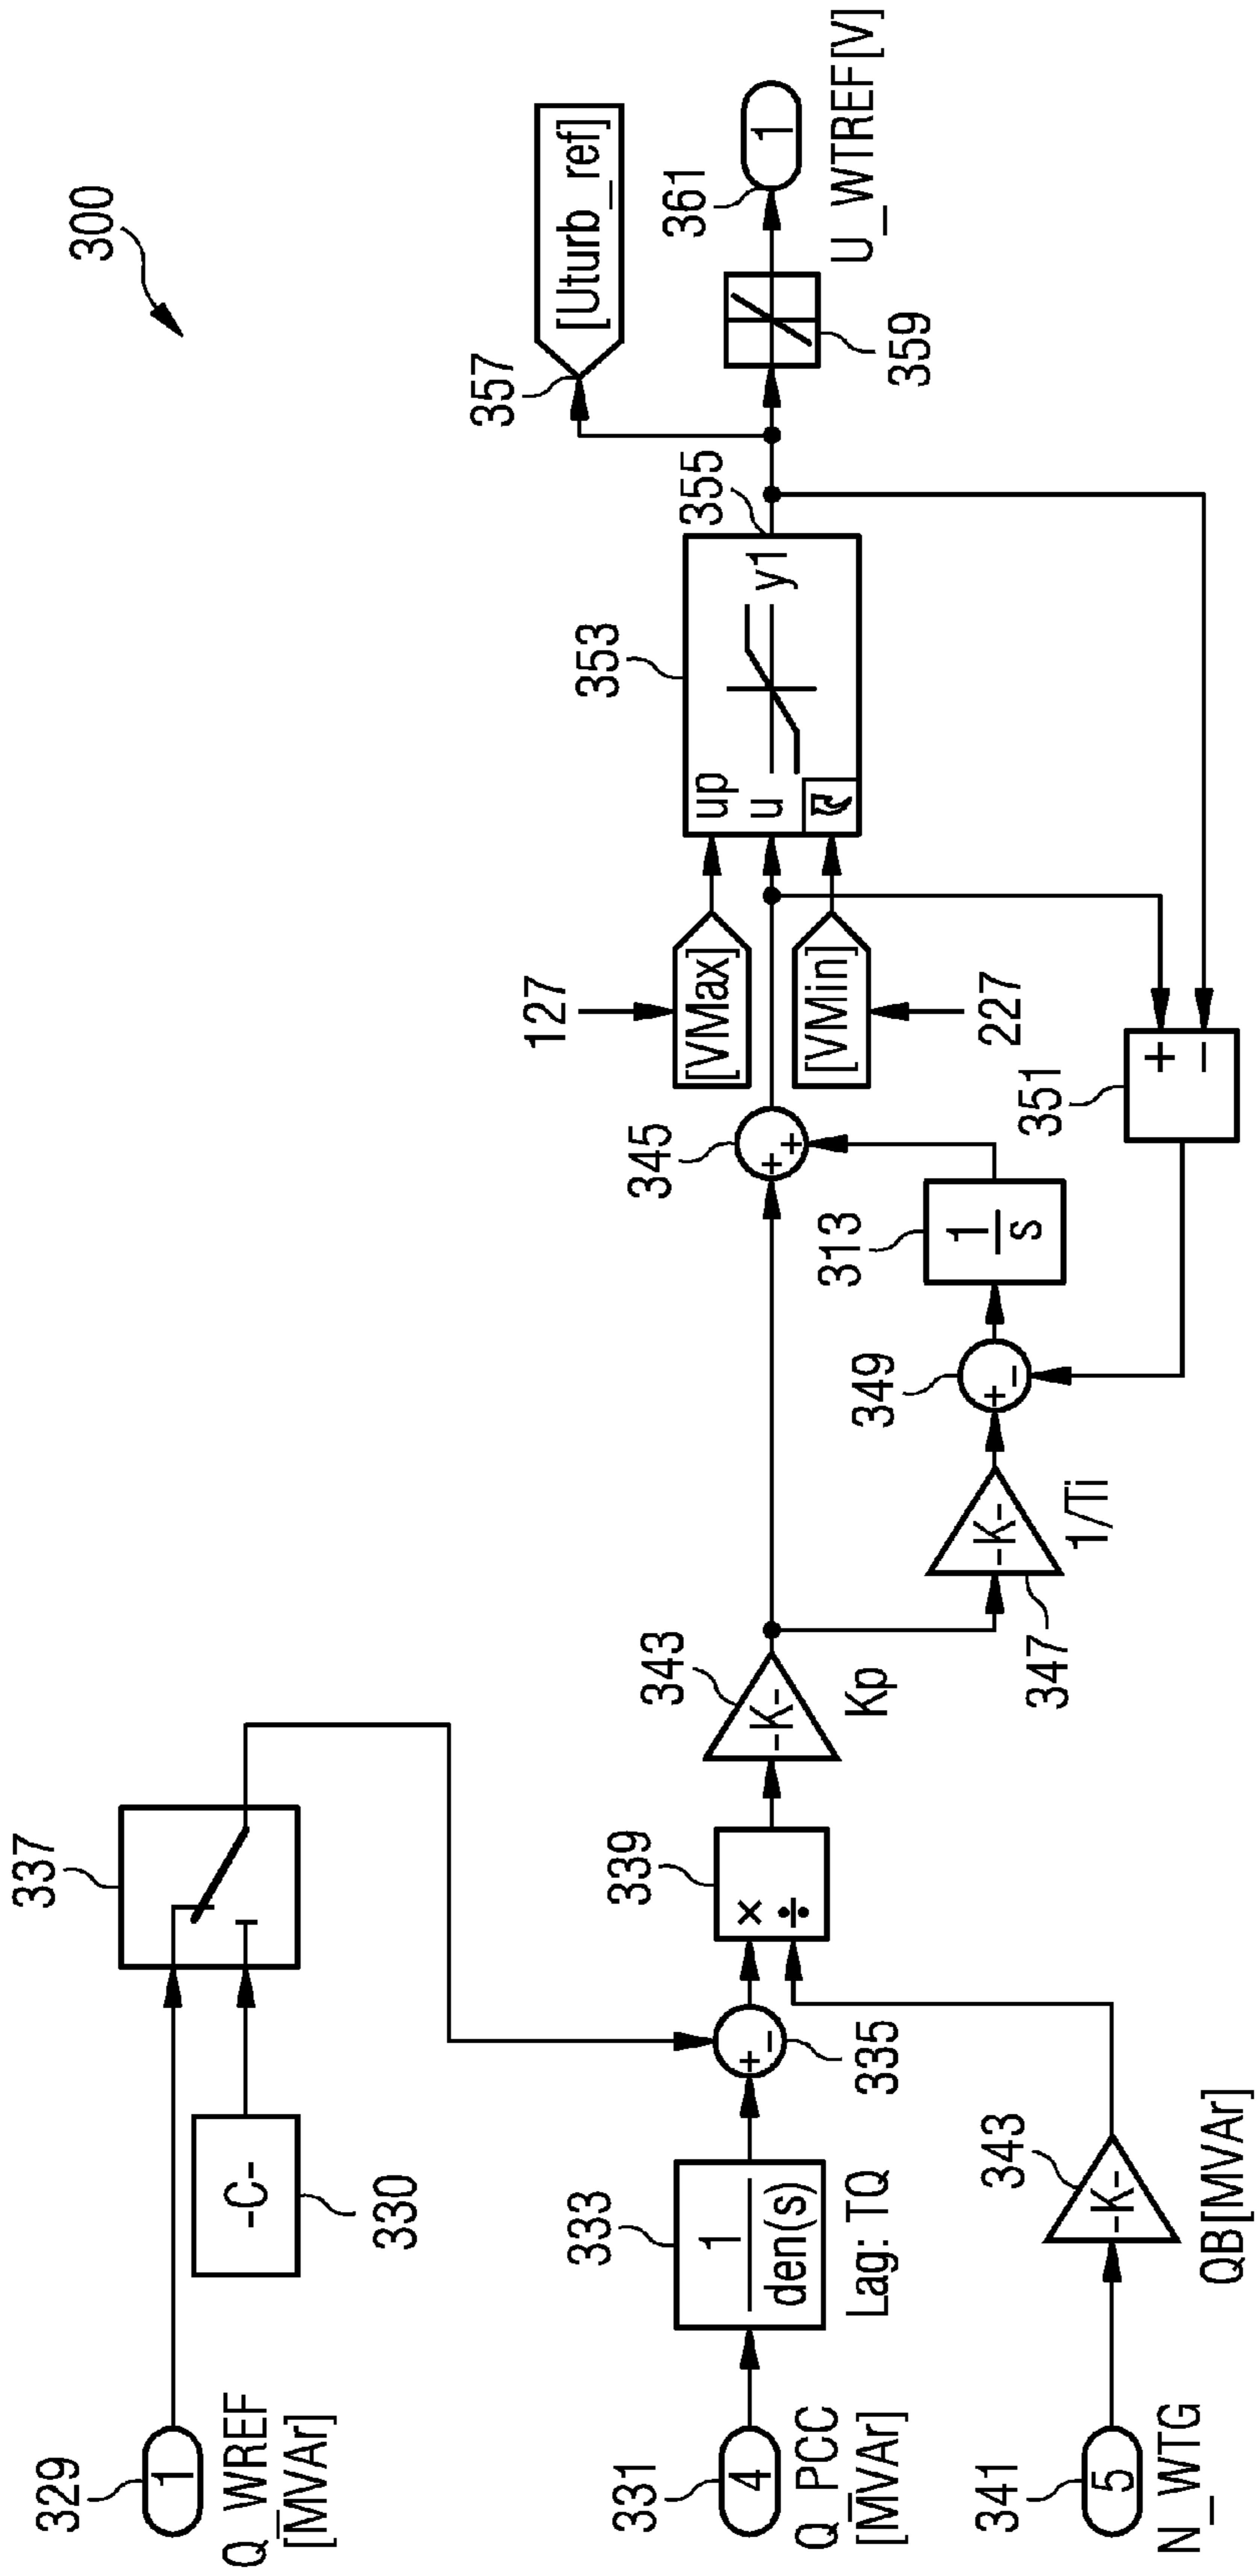 300
329
1
Q_WREF
[MVAr]
-C-
330
337
331
4
Q_PCC
[MVAr]
333
1
den(s)
Lag: TQ
+
-
335
339
×
÷
341
5
N_WTG
343
-K-
QB[MVAr]
343
-K-
Kp
347
-K-
1/Ti
349
+
-
313
1
s
345
+
+
351
+
-
127
[VMax]
[VMin]
227
353
up
u
y1
355
357
[Uturb_ref]
359
361
1
U_WTREF[V]